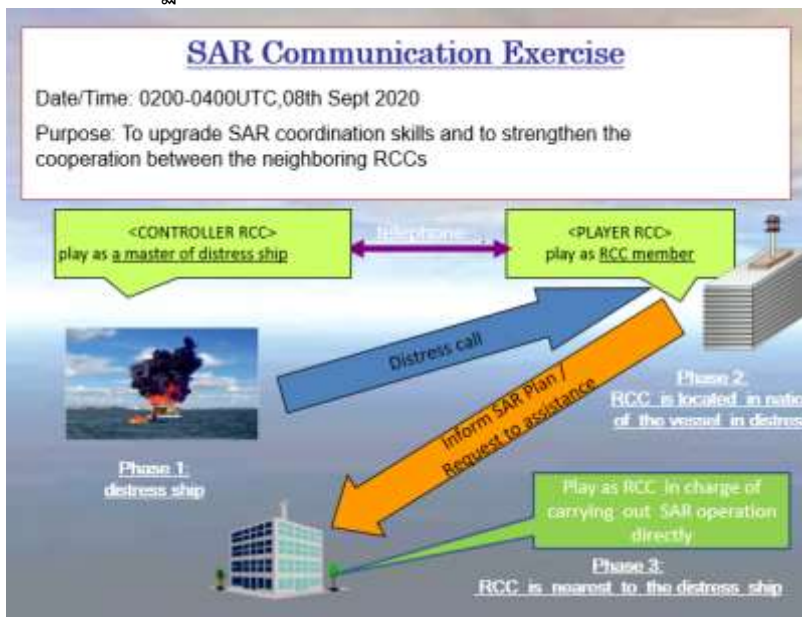 SAR Communication Exercise
Date/Time: 0200-0400UTC,08th Sept 2020
Purpose: To upgrade SAR coordination skills and to strengthen the
cooperation between the neighboring RCCs
<CONTROLLER RCC>
play as a master of distress ship
telephone
<PLAYER RCC>
play as RCC member
Distress call
Phase 2:
RCC is located in natio
of the vessel in distres
Inform SAR Plan /
Request to assistance
Phase 1:
distress ship
Play as RCC in charge of
carrying out SAR operation
directly
Phase 3:
RCC is nearest to the distress ship